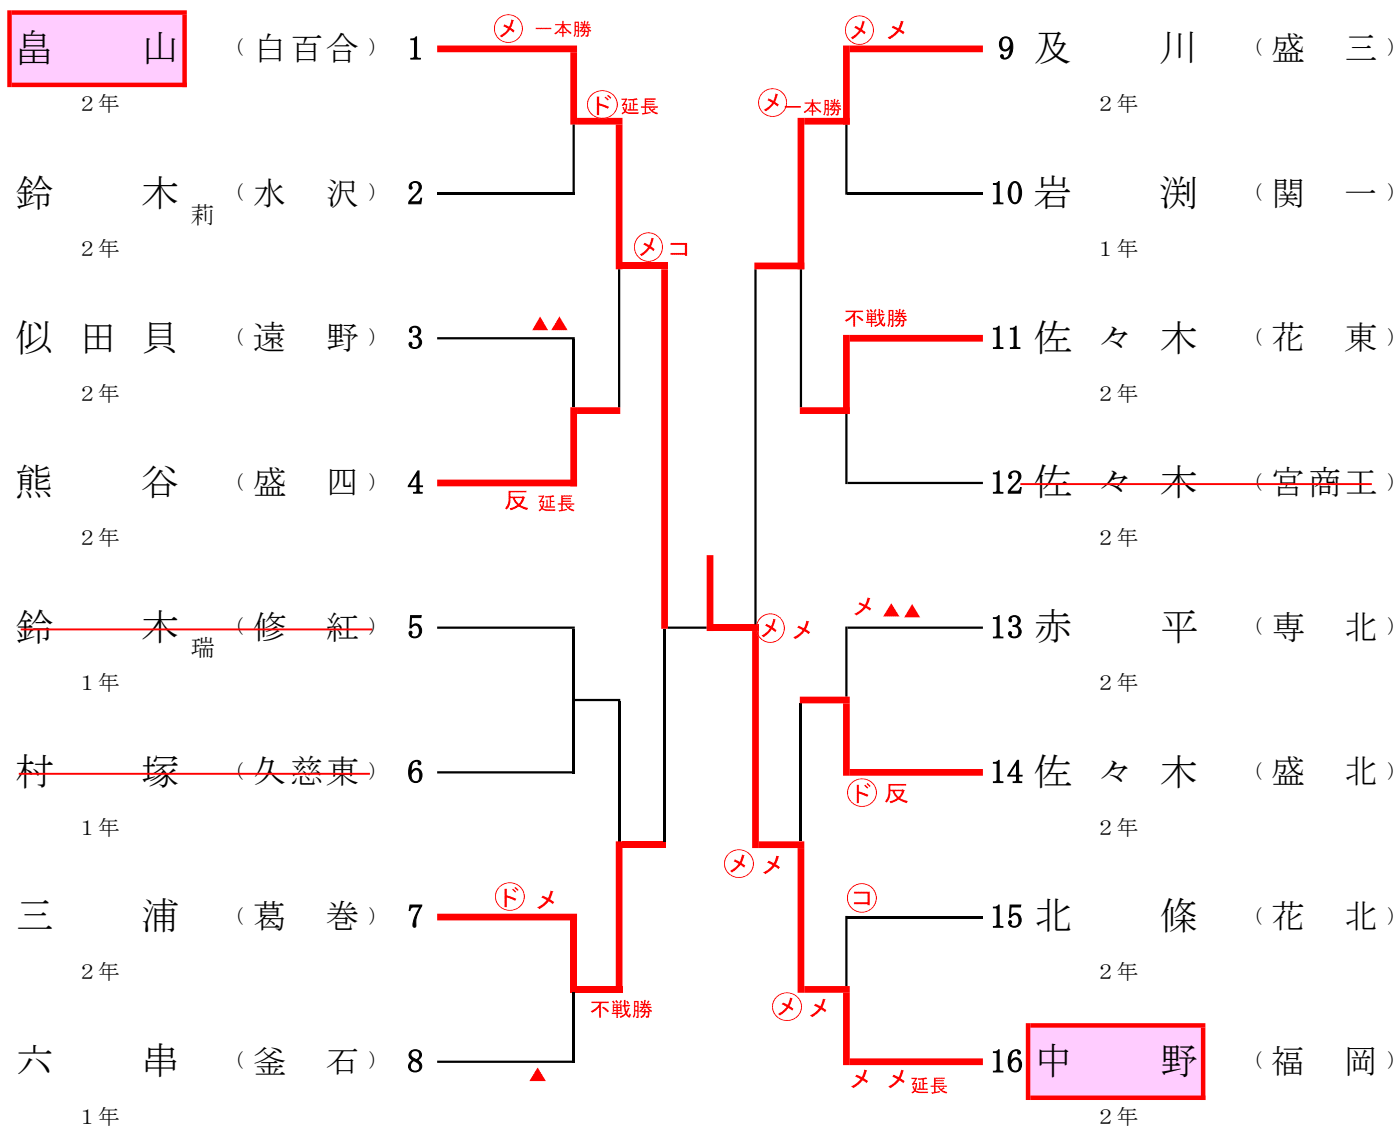 畠山 （白百合） 1
2年
鈴木莉 （水沢） 2
2年
似田貝 （遠野） 3
2年
熊谷 （盛四） 4
2年
鈴木瑞 （修紅） 5
1年
村塚 （久慈東） 6
1年
三浦 （葛巻） 7
2年
六串 （釜石） 8
1年
メ 一本勝
ド 延長
メ コ
▲▲
反 延長
ド メ
不戦勝
▲
メ メ
メ 一本勝
不戦勝
メ ▲▲
メ メ
ド 反
メ メ
コ
メ メ
メ メ 延長
9 及川 （盛三）
2年
10 岩渕 （関一）
1年
11 佐々木 （花東）
2年
12 佐々木 （宮商王）
2年
13 赤平 （専北）
2年
14 佐々木 （盛北）
2年
15 北條 （花北）
2年
16 中野 （福岡）
2年